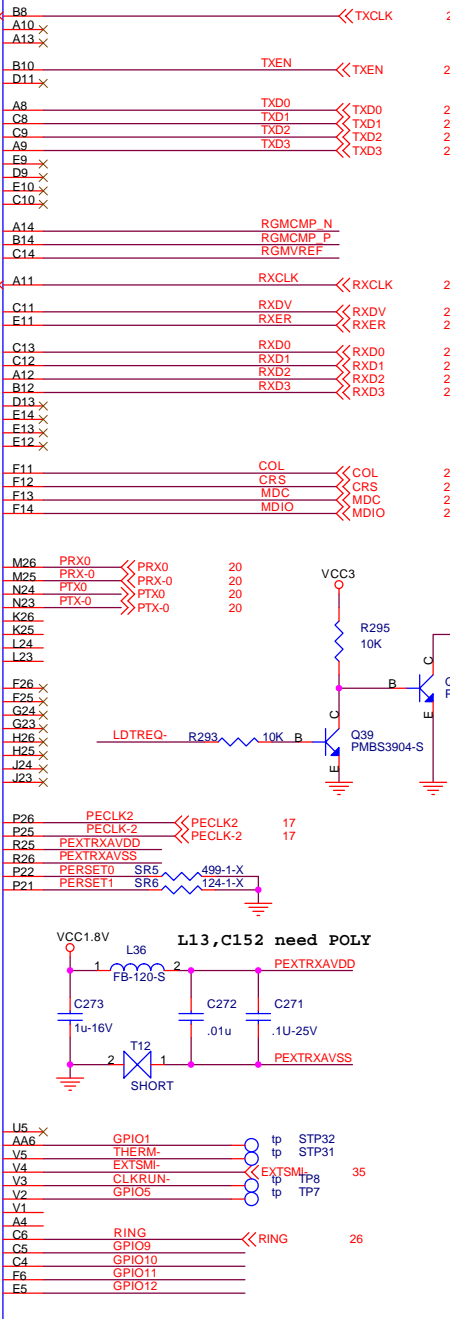 B8 TXCLK 2
A10
A13
B10 TXEN TXEN 2
D11
A8 TXD0 TXD0 2
C8 TXD1 TXD1 2
C9 TXD2 TXD2 2
A9 TXD3 TXD3 2
E9
D9
E10
C10
A14 RGMCMP_N
B14 RGMCMP_P
C14 RGMVREF
A11 RXCLK RXCLK 2
C11 RXDV RXDV 2
E11 RXER RXER 2
C13 RXD0 RXD0 2
C12 RXD1 RXD1 2
A12 RXD2 RXD2 2
B12 RXD3 RXD3 2
D13
E14
E13
E12
F11 COL COL 2
F12 CRS CRS 2
F13 MDC MDC 2
F14 MDIO MDIO 2
M26 PRX0 PRX0 20
M25 PRX-0 PRX-0 20
N24 PTX0 PTX0 20
N23 PTX-0 PTX-0 20
K26
K25
L24
L23
VCC3
R295
10K
F26
F25
G24
G23
H26
H25
J24
J23
C
B
E
LDTREQ- R293 10K B
C
E
Q39
PMBS3904-S
P26 PECLK2 PECLK2 17
P25 PECLK-2 PECLK-2 17
R25 PEXTRXAVDD
R26 PEXTRXAVSS
P22 PERSET0 SR5 499-1-X
P21 PERSET1 SR6 124-1-X
L13,C152 need POLY
VCC1.8V
L36
1 2
FB-120-S
PEXTRXAVDD
C273
1u-16V
C272
.01u
C271
.1U-25V
T12
2 1
SHORT
PEXTRXAVSS
U5
AA6 GPIO1 tp STP32
V5 THERM- tp STP31
V4 EXTSMI- EXTSMI- 35
V3 CLKRUN- tp TP8
V2 GPIO5 tp TP7
V1
A4
C6 RING RING 26
C5 GPIO9
C4 GPIO10
F6 GPIO11
E5 GPIO12